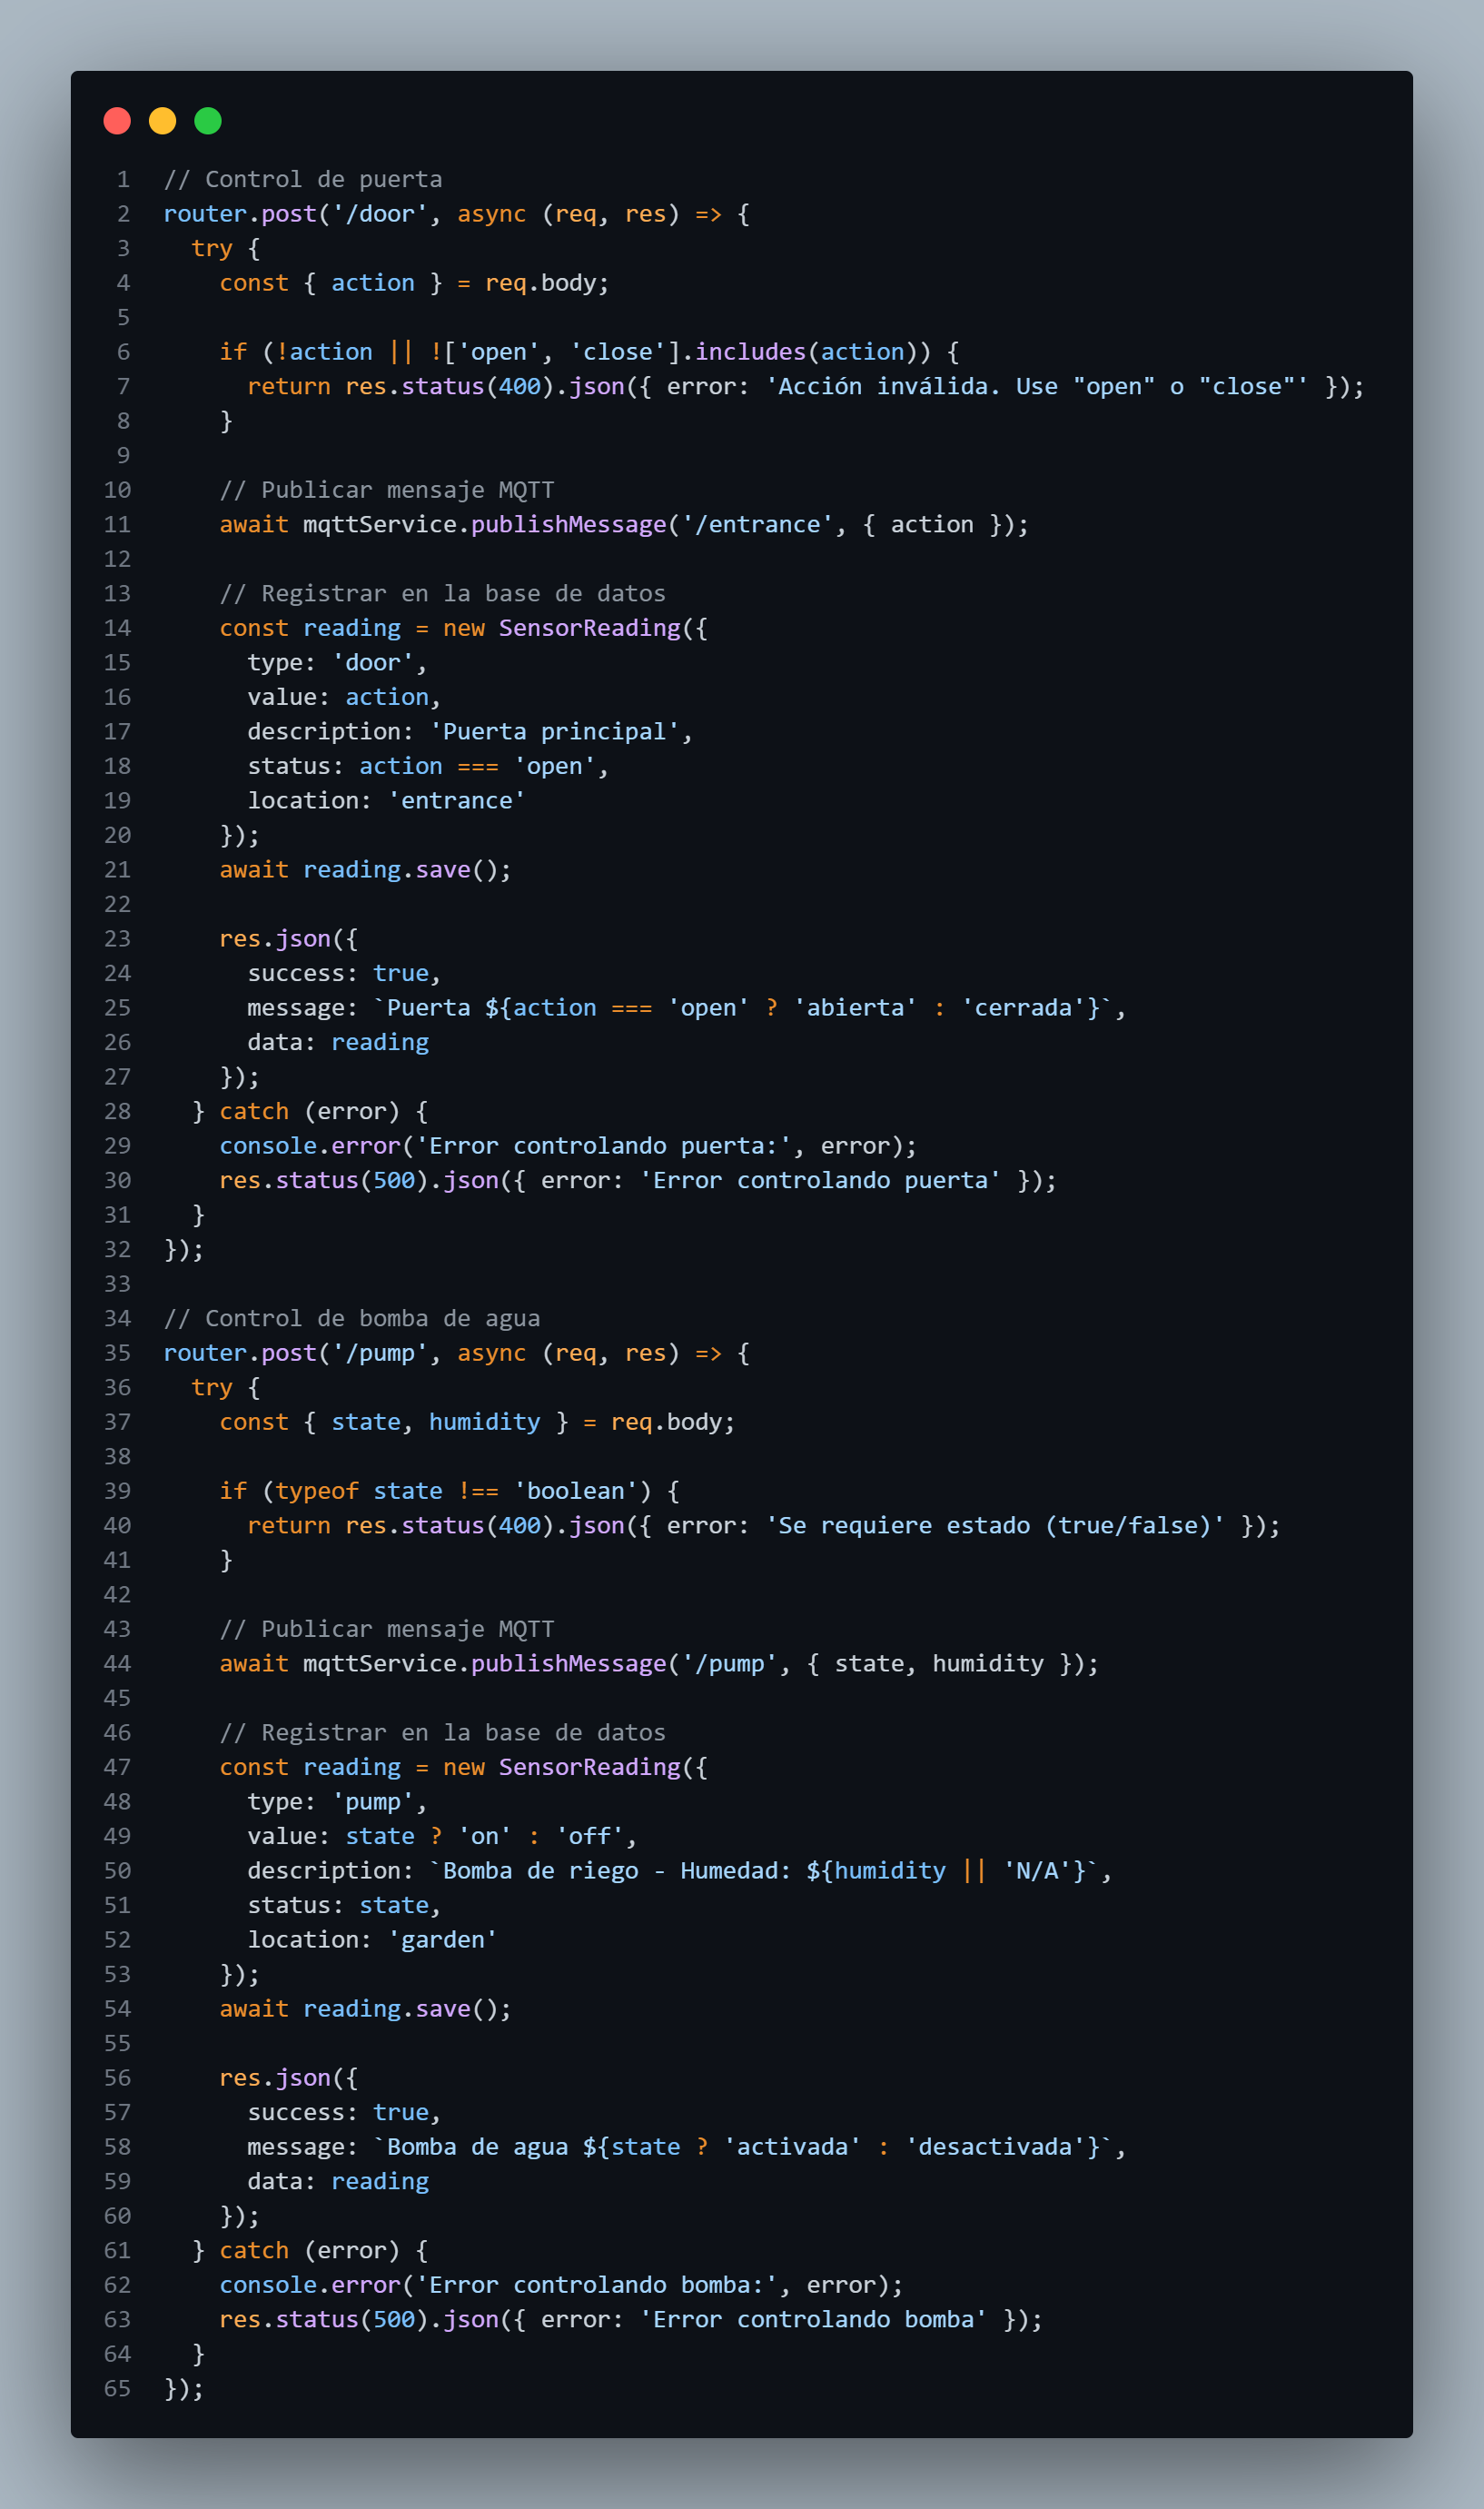 1 // Control de puerta
2 router.post('/door', async (req, res) => {
3   try {
4     const { action } = req.body;
5
6     if (!action || !['open', 'close'].includes(action)) {
7       return res.status(400).json({ error: 'Acción inválida. Use "open" o "close"' });
8     }
9
10     // Publicar mensaje MQTT
11     await mqttService.publishMessage('/entrance', { action });
12
13     // Registrar en la base de datos
14     const reading = new SensorReading({
15       type: 'door',
16       value: action,
17       description: 'Puerta principal',
18       status: action === 'open',
19       location: 'entrance'
20     });
21     await reading.save();
22
23     res.json({
24       success: true,
25       message: `Puerta ${action === 'open' ? 'abierta' : 'cerrada'}`,
26       data: reading
27     });
28   } catch (error) {
29     console.error('Error controlando puerta:', error);
30     res.status(500).json({ error: 'Error controlando puerta' });
31   }
32 });
33
34 // Control de bomba de agua
35 router.post('/pump', async (req, res) => {
36   try {
37     const { state, humidity } = req.body;
38
39     if (typeof state !== 'boolean') {
40       return res.status(400).json({ error: 'Se requiere estado (true/false)' });
41     }
42
43     // Publicar mensaje MQTT
44     await mqttService.publishMessage('/pump', { state, humidity });
45
46     // Registrar en la base de datos
47     const reading = new SensorReading({
48       type: 'pump',
49       value: state ? 'on' : 'off',
50       description: `Bomba de riego - Humedad: ${humidity || 'N/A'}`,
51       status: state,
52       location: 'garden'
53     });
54     await reading.save();
55
56     res.json({
57       success: true,
58       message: `Bomba de agua ${state ? 'activada' : 'desactivada'}`,
59       data: reading
60     });
61   } catch (error) {
62     console.error('Error controlando bomba:', error);
63     res.status(500).json({ error: 'Error controlando bomba' });
64   }
65 });